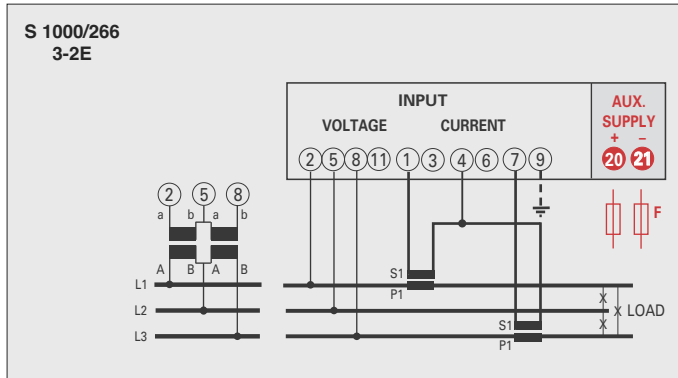 S 1000/266
3-2E
INPUT
VOLTAGE CURRENT
AUX.
SUPPLY
+ –
2 5 8 11 1 3 4 6 7 9 20 21
F
2 5 8
a b a b
A B A B
S1
P1
L1
L2
L3
S1
P1
X
X
X
LOAD